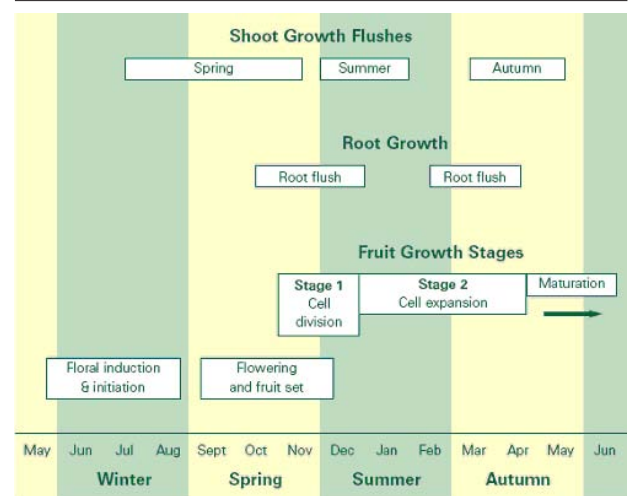 Shoot Growth Flushes
Spring Summer Autumn
Root Growth
Root flush Root flush
Fruit Growth Stages
Stage 1
Cell
division
Stage 2
Cell expansion
Maturation
Floral induction
& initiation
Flowering
and fruit set
May Jun Jul Aug Sept Oct Nov Dec Jan Feb Mar Apr May Jun
Winter Spring Summer Autumn